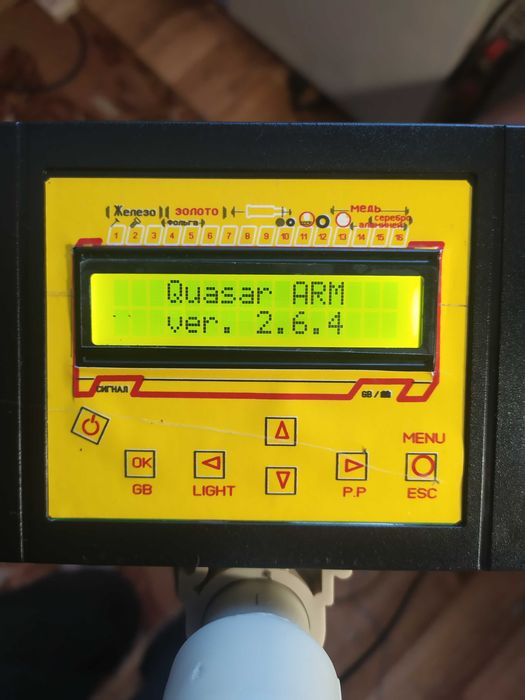 Железо золото медь
фольга серебро
алюминий
1 2 3 4 5 6 7 8 9 10 11 12 13 14 15 16
Quasar ARM
ver. 2.6.4
СИГНАЛ GB /
MENU
OK
GB LIGHT P.P ESC